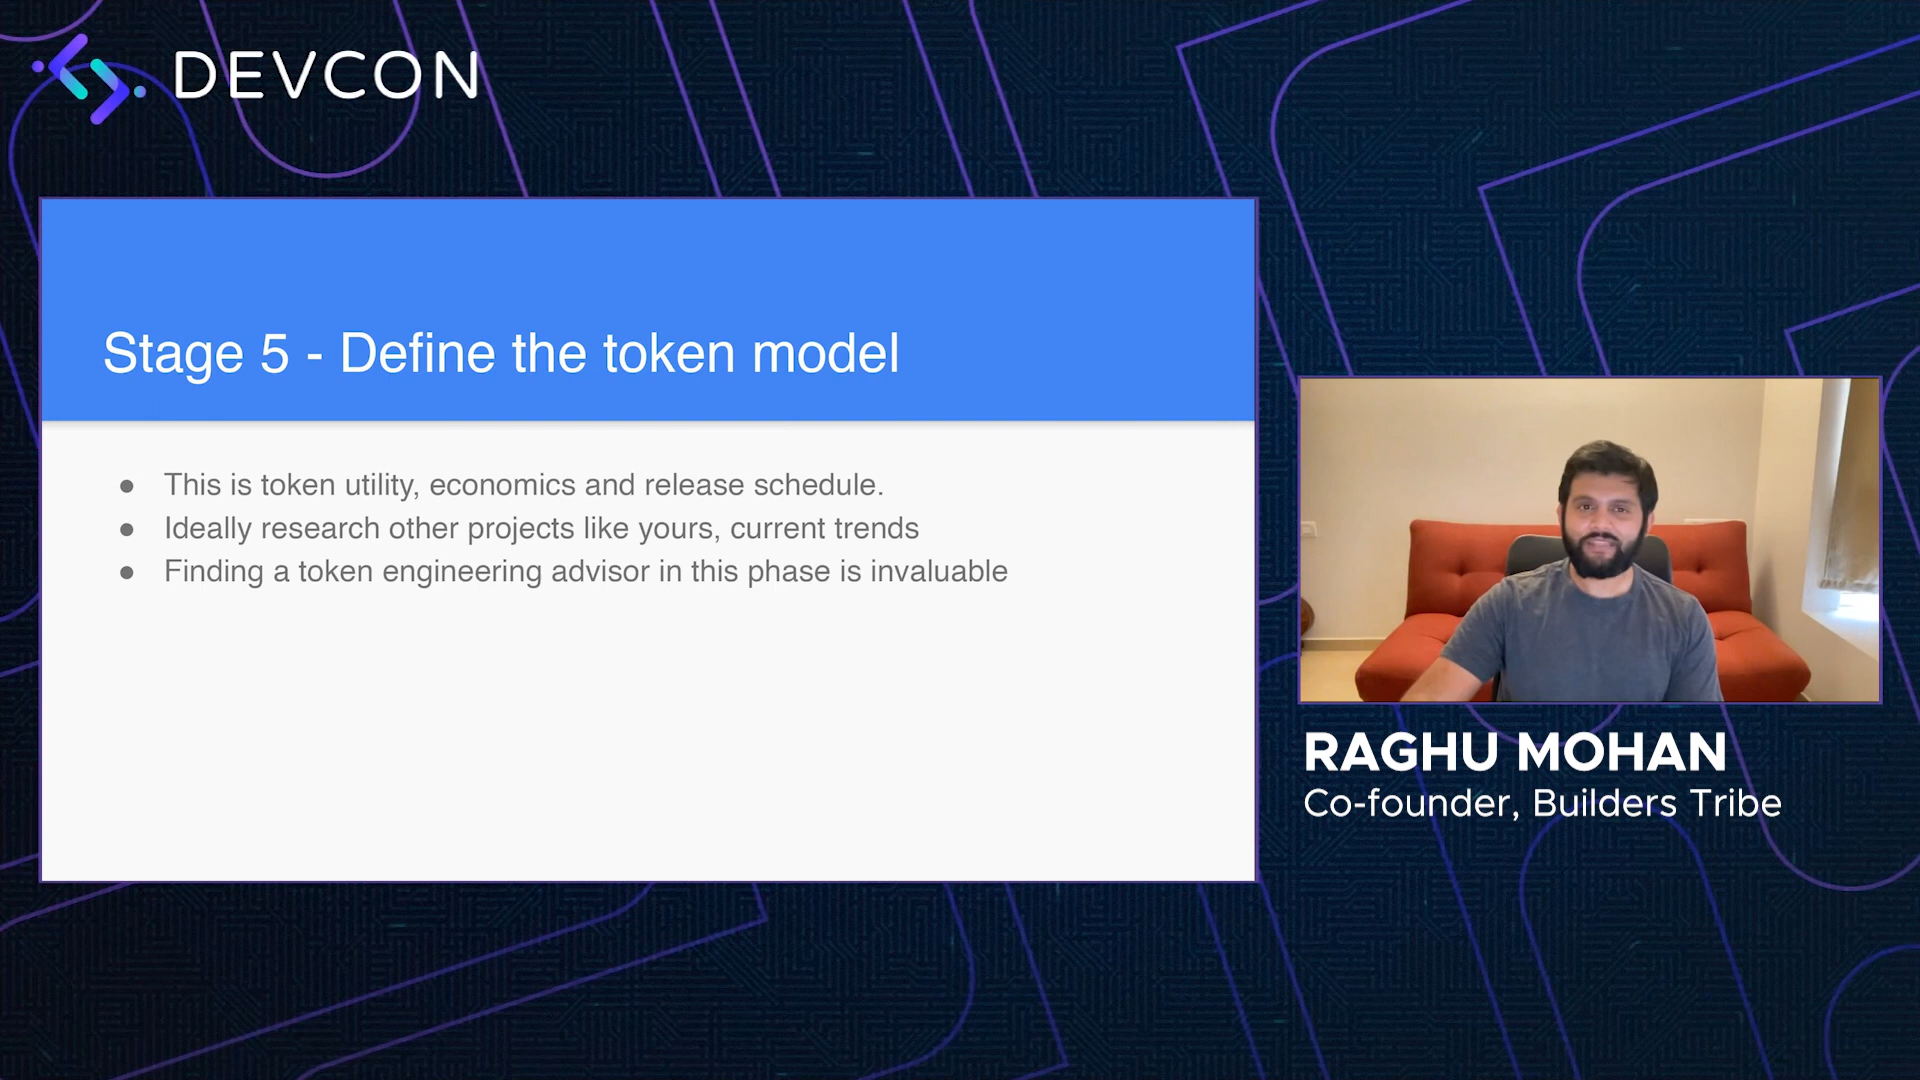 DEVCON
Stage 5 - Define the token model
● This is token utility, economics and release schedule.
● Ideally research other projects like yours, current trends
● Finding a token engineering advisor in this phase is invaluable
RAGHU MOHAN
Co-founder, Builders Tribe